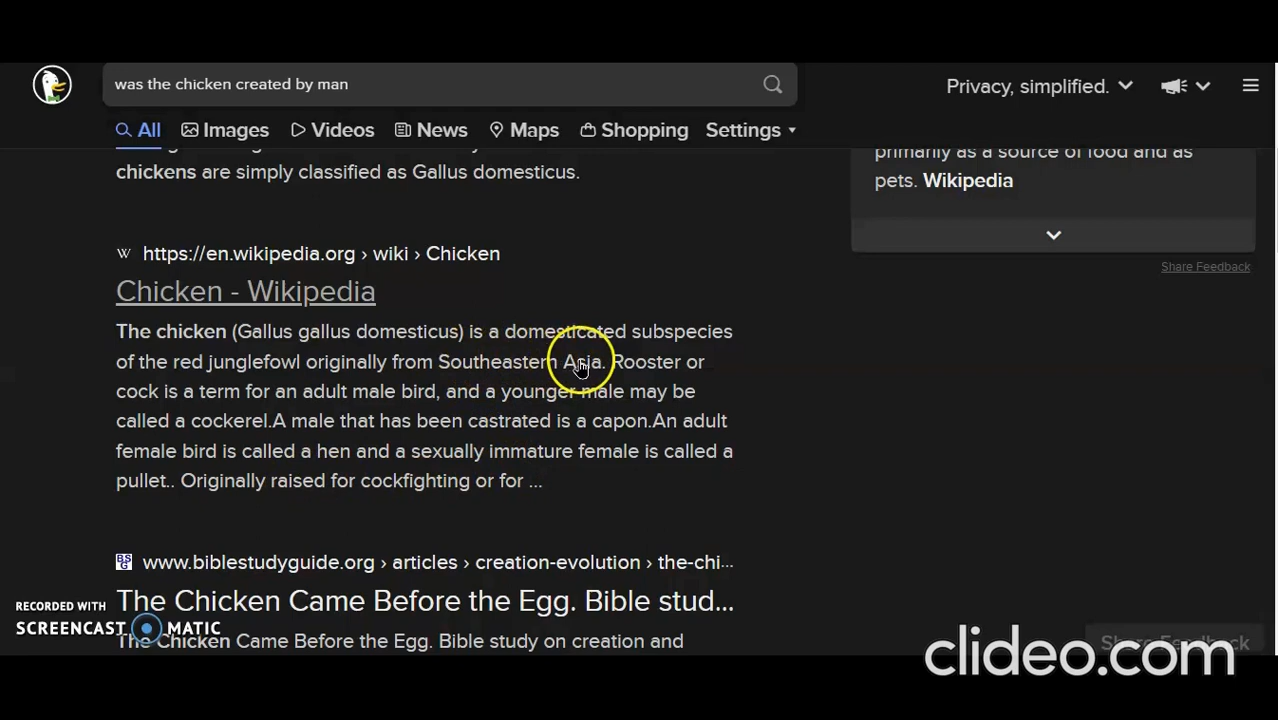 was the chicken created by man
Privacy, simplified.
All Images Videos News Maps Shopping Settings
chickens are simply classified as Gallus domesticus.
primarily as a source of food and as
pets. Wikipedia
Share Feedback
W https://en.wikipedia.org › wiki › Chicken
Chicken - Wikipedia
The chicken (Gallus gallus domesticus) is a domesticated subspecies
of the red junglefowl originally from Southeastern Asia. Rooster or
cock is a term for an adult male bird, and a younger male may be
called a cockerel.A male that has been castrated is a capon.An adult
female bird is called a hen and a sexually immature female is called a
pullet.. Originally raised for cockfighting or for ...
BSG www.biblestudyguide.org › articles › creation-evolution › the-chi...
The Chicken Came Before the Egg. Bible stud...
The Chicken Came Before the Egg. Bible study on creation and
RECORDED WITH
SCREENCAST MATIC
Share Feedback
clideo.com